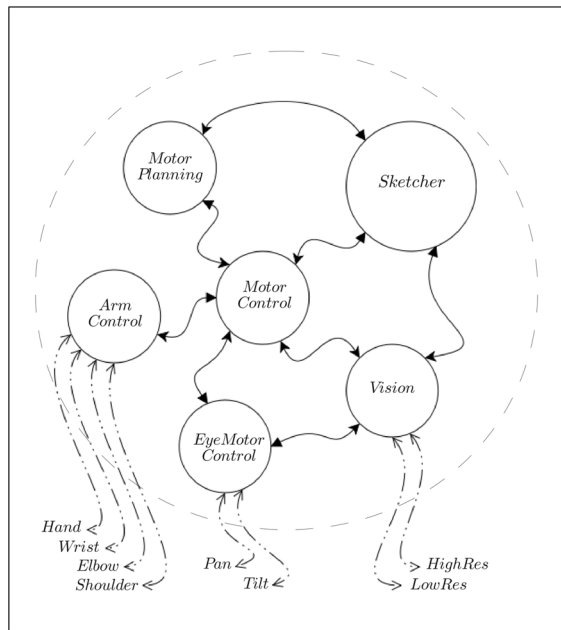 Motor
Planning
Sketcher
Motor
Control
Arm
Control
Vision
EyeMotor
Control
Hand
Wrist
Elbow
Shoulder
Pan
Tilt
HighRes
LowRes